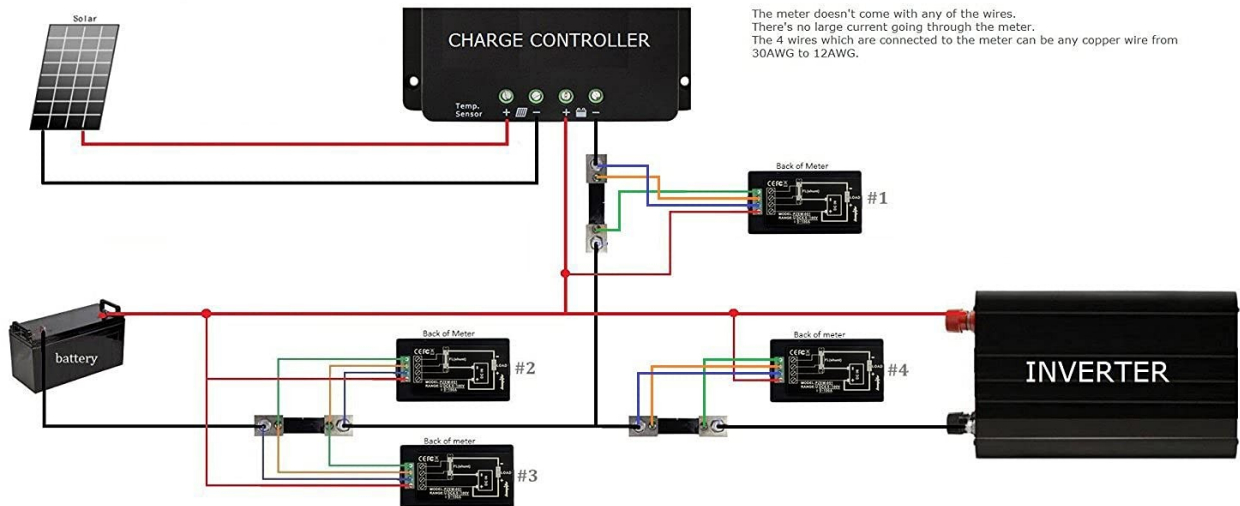 Solar
The meter doesn't come with any of the wires.
There's no large current going through the meter.
The 4 wires which are connected to the meter can be any copper wire from
30AWG to 12AWG.
CHARGE CONTROLLER
Temp.
Sensor
+ - + -
Back of Meter
#1
battery
Back of Meter
#2
Back of meter
#4
INVERTER
Back of meter
#3